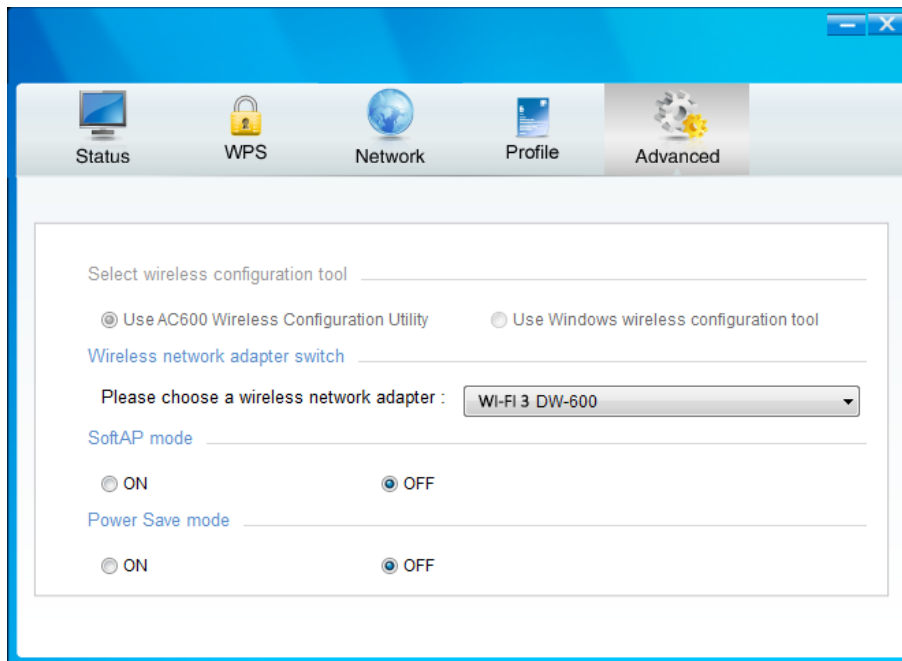 Status WPS Network Profile Advanced
Select wireless configuration tool
Use AC600 Wireless Configuration Utility Use Windows wireless configuration tool
Wireless network adapter switch
Please choose a wireless network adapter : WI-FI 3 DW-600
SoftAP mode
ON OFF
Power Save mode
ON OFF